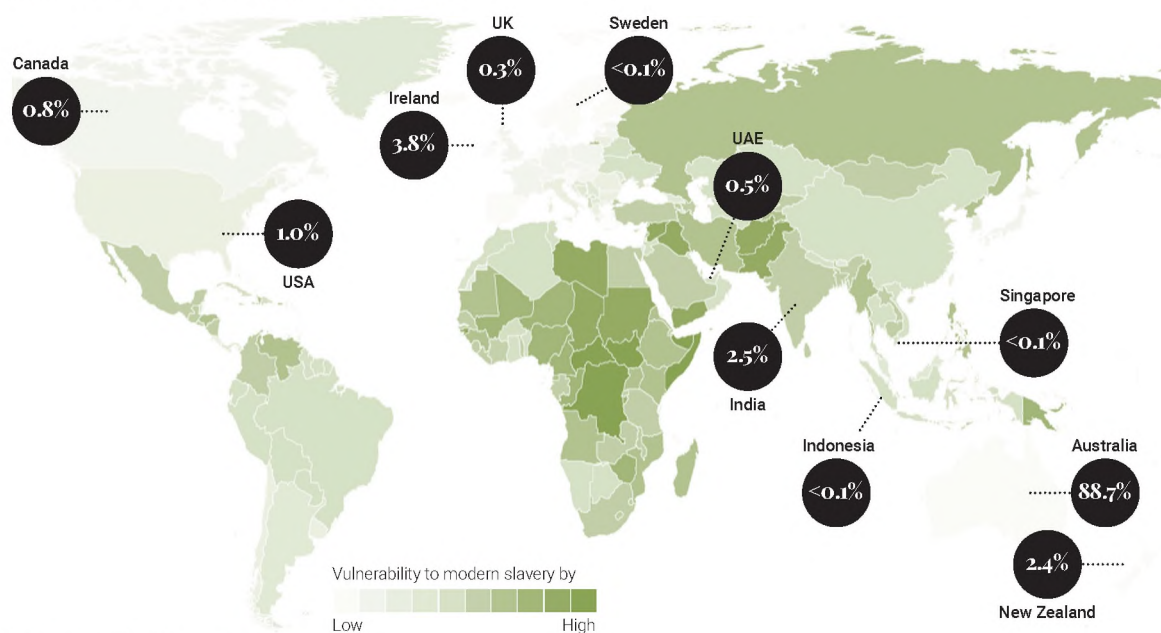 UK
0.3%
Sweden
<0.1%
Canada
0.8%
Ireland
3.8%
UAE
0.5%
1.0%
USA
Singapore
<0.1%
2.5%
India
Indonesia
<0.1%
Australia
88.7%
2.4%
New Zealand
Vulnerability to modern slavery by
Low
High